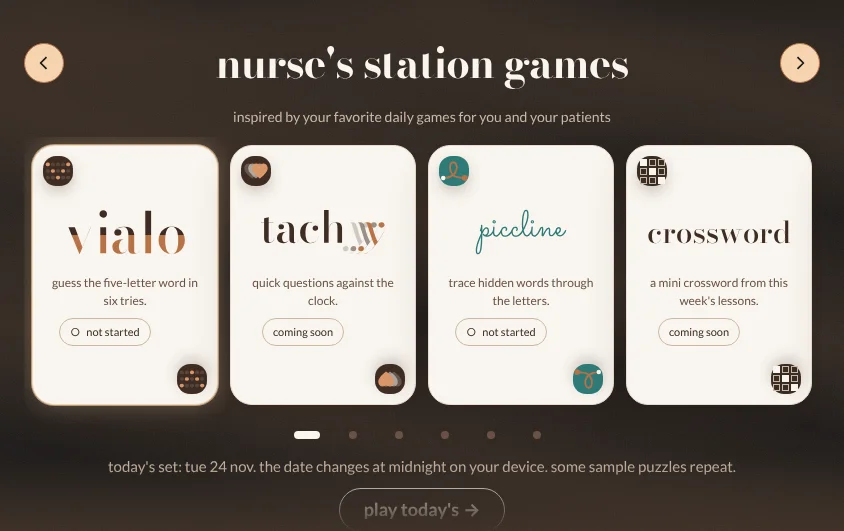 nurse's station games
inspired by your favorite daily games for you and your patients
vialo
guess the five-letter word in
six tries.
not started
tachy
quick questions against the
clock.
coming soon
piccline
trace hidden words through
the letters.
not started
crossword
a mini crossword from this
week's lessons.
coming soon
today's set: tue 24 nov. the date changes at midnight on your device. some sample puzzles repeat.
play today's →